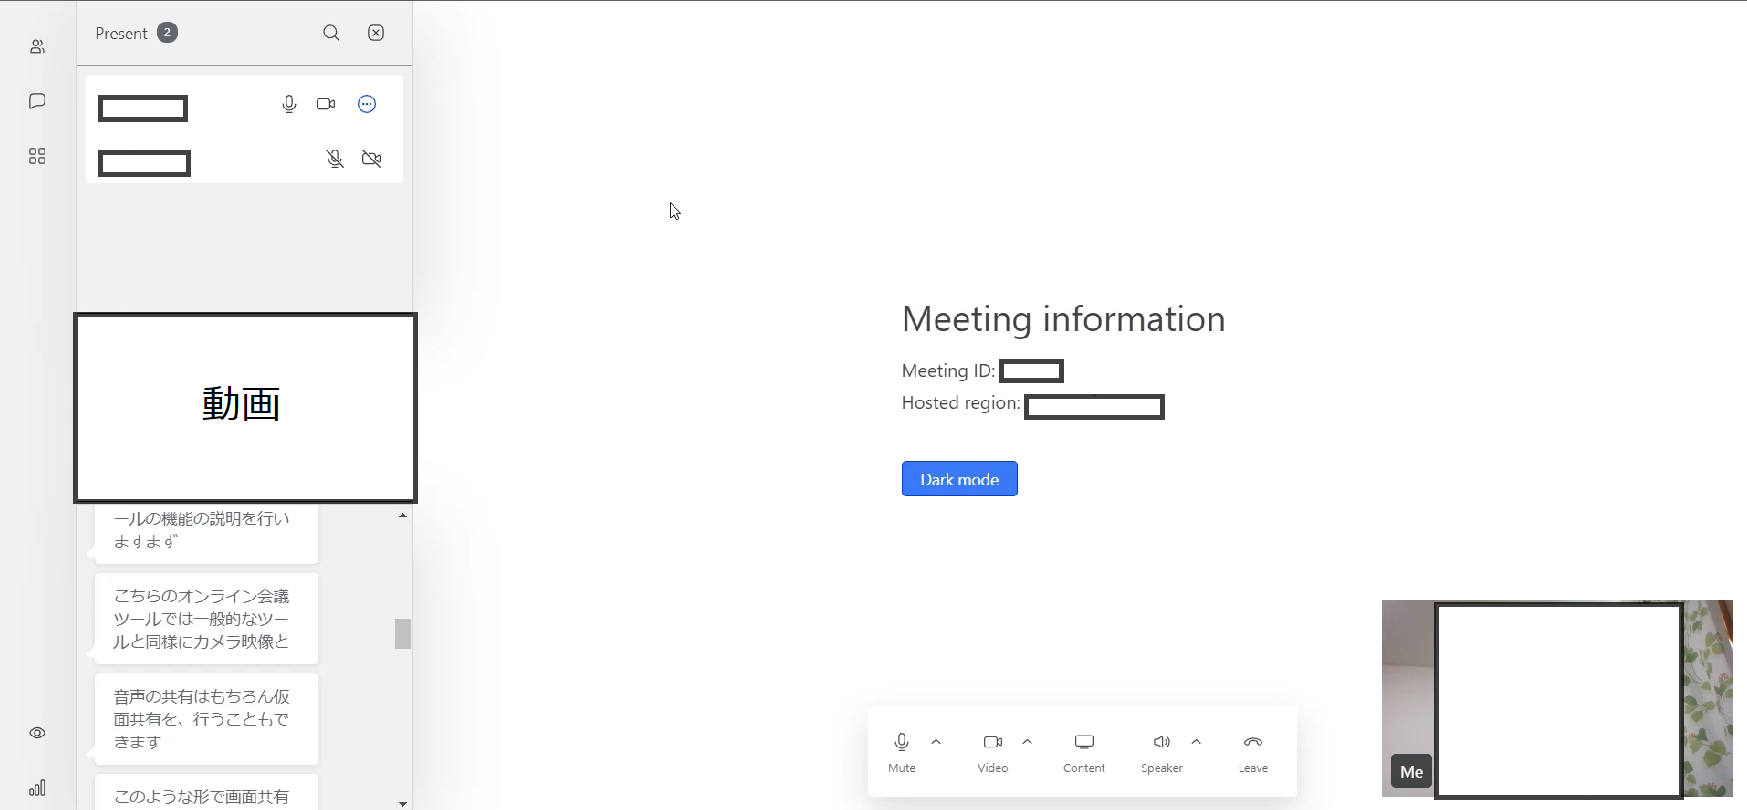 Present 2
動画
ールの機能の説明を行い
ますまず
こちらのオンライン会議
ツールでは一般的なツー
ルと同様にカメラ映像と
音声の共有はもちろん仮
面共有を、行うこともで
きます
このような形で画面共有
Meeting information
Meeting ID:
Hosted region:
Dark mode
Mute
Video
Content
Speaker
Leave
Me